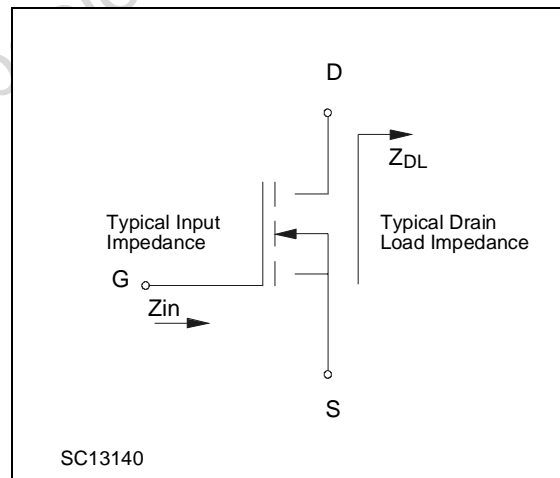 D
Z_DL
Typical Input
Impedance
Typical Drain
Load Impedance
G
Zin
S
SC13140